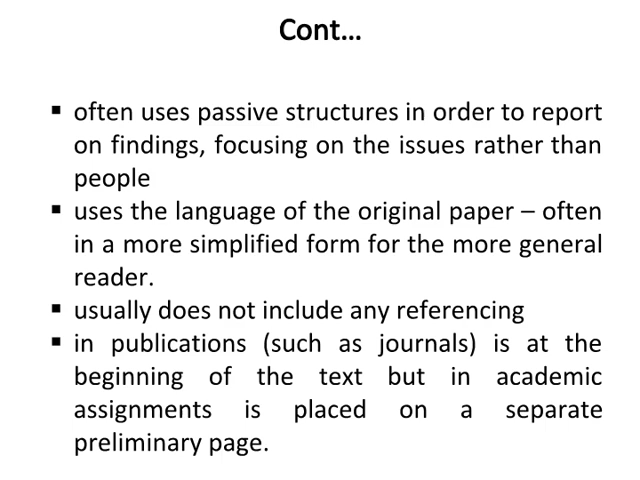 Cont…
▪ often uses passive structures in order to report
on findings, focusing on the issues rather than
people
▪ uses the language of the original paper – often
in a more simplified form for the more general
reader.
▪ usually does not include any referencing
▪ in publications (such as journals) is at the
beginning of the text but in academic
assignments is placed on a separate
preliminary page.